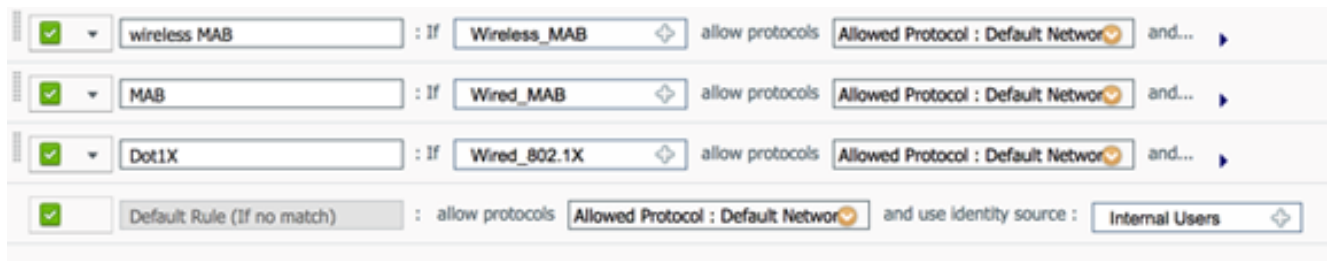 wireless MAB : If Wireless_MAB allow protocols Allowed Protocol : Default Networ and...
MAB : If Wired_MAB allow protocols Allowed Protocol : Default Networ and...
Dot1X : If Wired_802.1X allow protocols Allowed Protocol : Default Networ and...
Default Rule (If no match) : allow protocols Allowed Protocol : Default Networ and use identity source : Internal Users